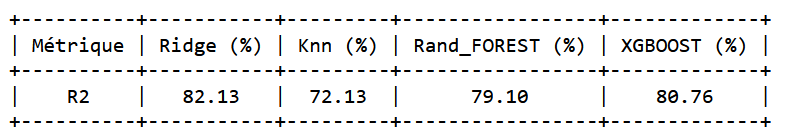 +----------+-----------+---------+-----------------+-------------+
| Métrique | Ridge (%) | Knn (%) | Rand_FOREST (%) | XGBOOST (%) |
+----------+-----------+---------+-----------------+-------------+
|    R2    |   82.13   |  72.13  |      79.10      |    80.76    |
+----------+-----------+---------+-----------------+-------------+